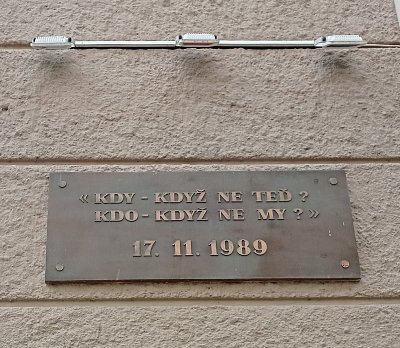 « KDY - KDYŽ NE TEĎ?
KDO - KDYŽ NE MY?»
17. 11. 1989